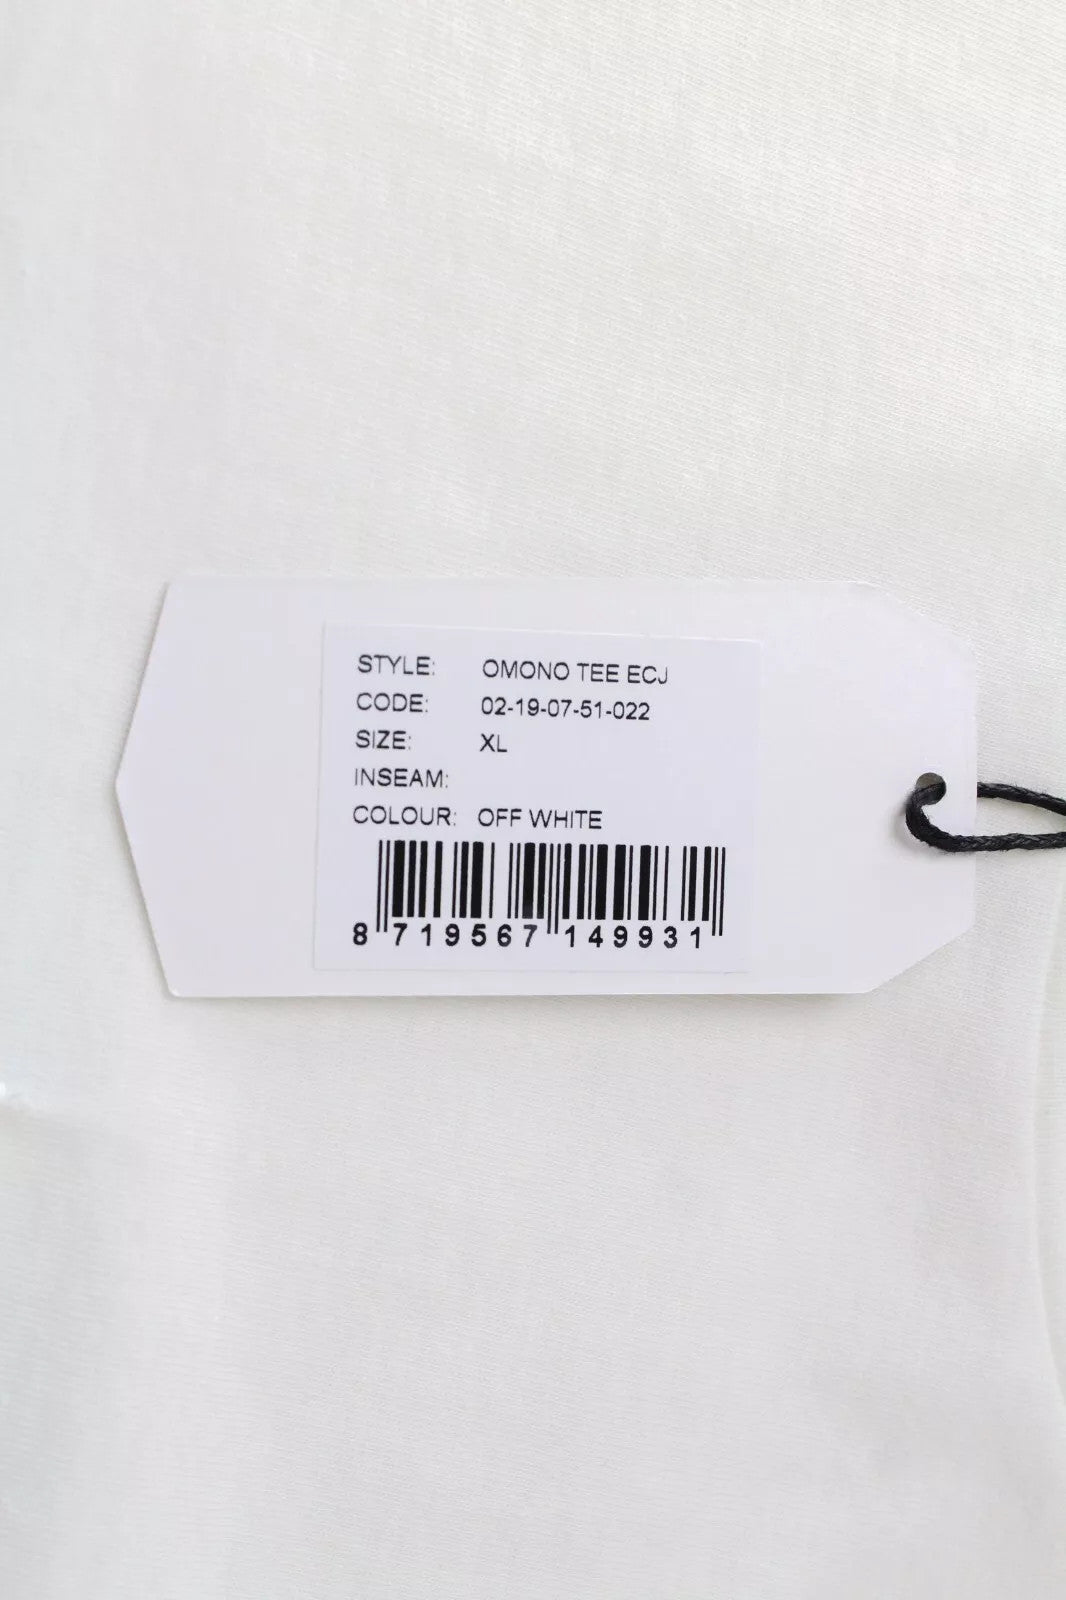 STYLE: OMONO TEE ECJ
CODE: 02-19-07-51-022
SIZE: XL
INSEAM:
COLOUR: OFF WHITE
8 719567 149931